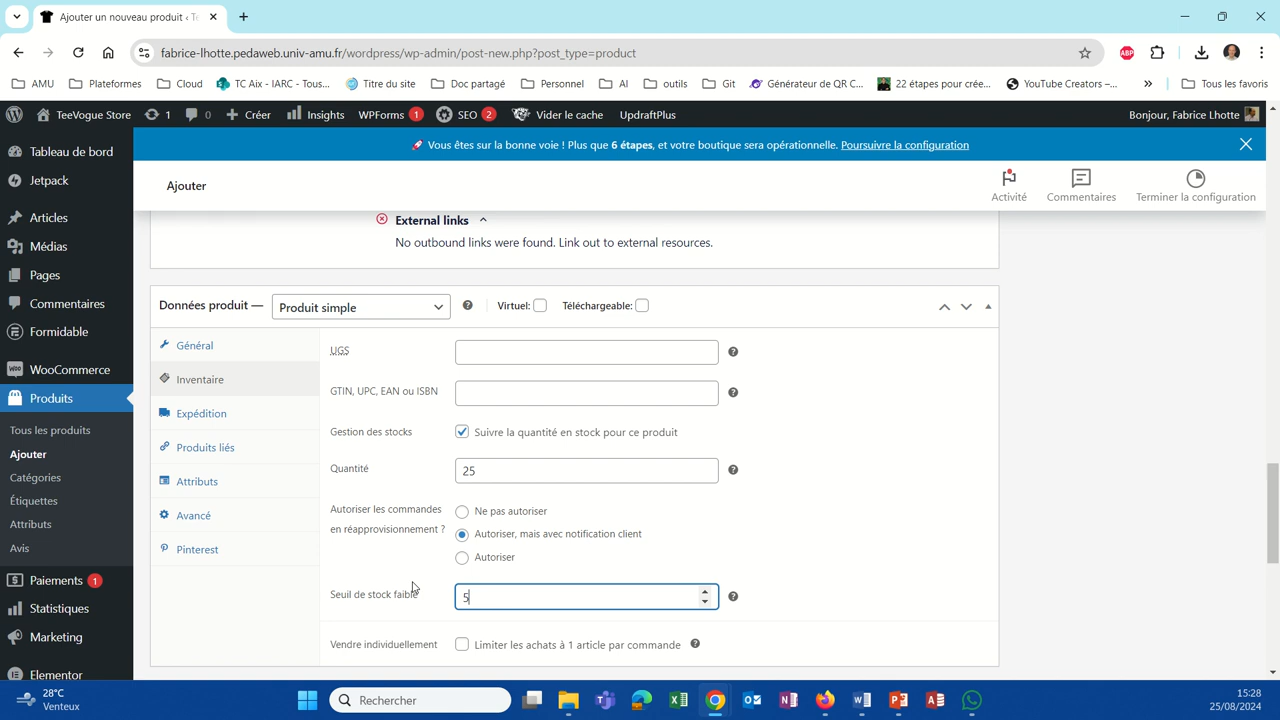 Ajouter un nouveau produit ‹ Te
fabrice-lhotte.pedaweb.univ-amu.fr/wordpress/wp-admin/post-new.php?post_type=product
ABP
AMU Plateformes Cloud TC Aix - IARC - Tous... Titre du site Doc partagé Personnel AI outils Git Générateur de QR C... 22 étapes pour crée... YouTube Creators –... » Tous les favoris
TeeVogue Store 1 0 Créer Insights WPForms 1 SEO 2 Vider le cache UpdraftPlus Bonjour, Fabrice Lhotte
🚀 Vous êtes sur la bonne voie ! Plus que 6 étapes, et votre boutique sera opérationnelle. Poursuivre la configuration
Tableau de bord
Jetpack
Articles
Médias
Pages
Commentaires
Formidable
WooCommerce
Produits
Tous les produits
Ajouter
Catégories
Étiquettes
Attributs
Avis
Paiements 1
Statistiques
Marketing
Elementor
Ajouter
Activité Commentaires Terminer la configuration
External links
No outbound links were found. Link out to external resources.
Données produit — Produit simple Virtuel: Téléchargeable:
Général
Inventaire
Expédition
Produits liés
Attributs
Avancé
Pinterest
UGS
GTIN, UPC, EAN ou ISBN
Gestion des stocks Suivre la quantité en stock pour ce produit
Quantité 25
Autoriser les commandes
en réapprovisionnement ?
Ne pas autoriser
Autoriser, mais avec notification client
Autoriser
Seuil de stock faible 5
Vendre individuellement Limiter les achats à 1 article par commande
28°C
Venteux
Rechercher
15:28
25/08/2024